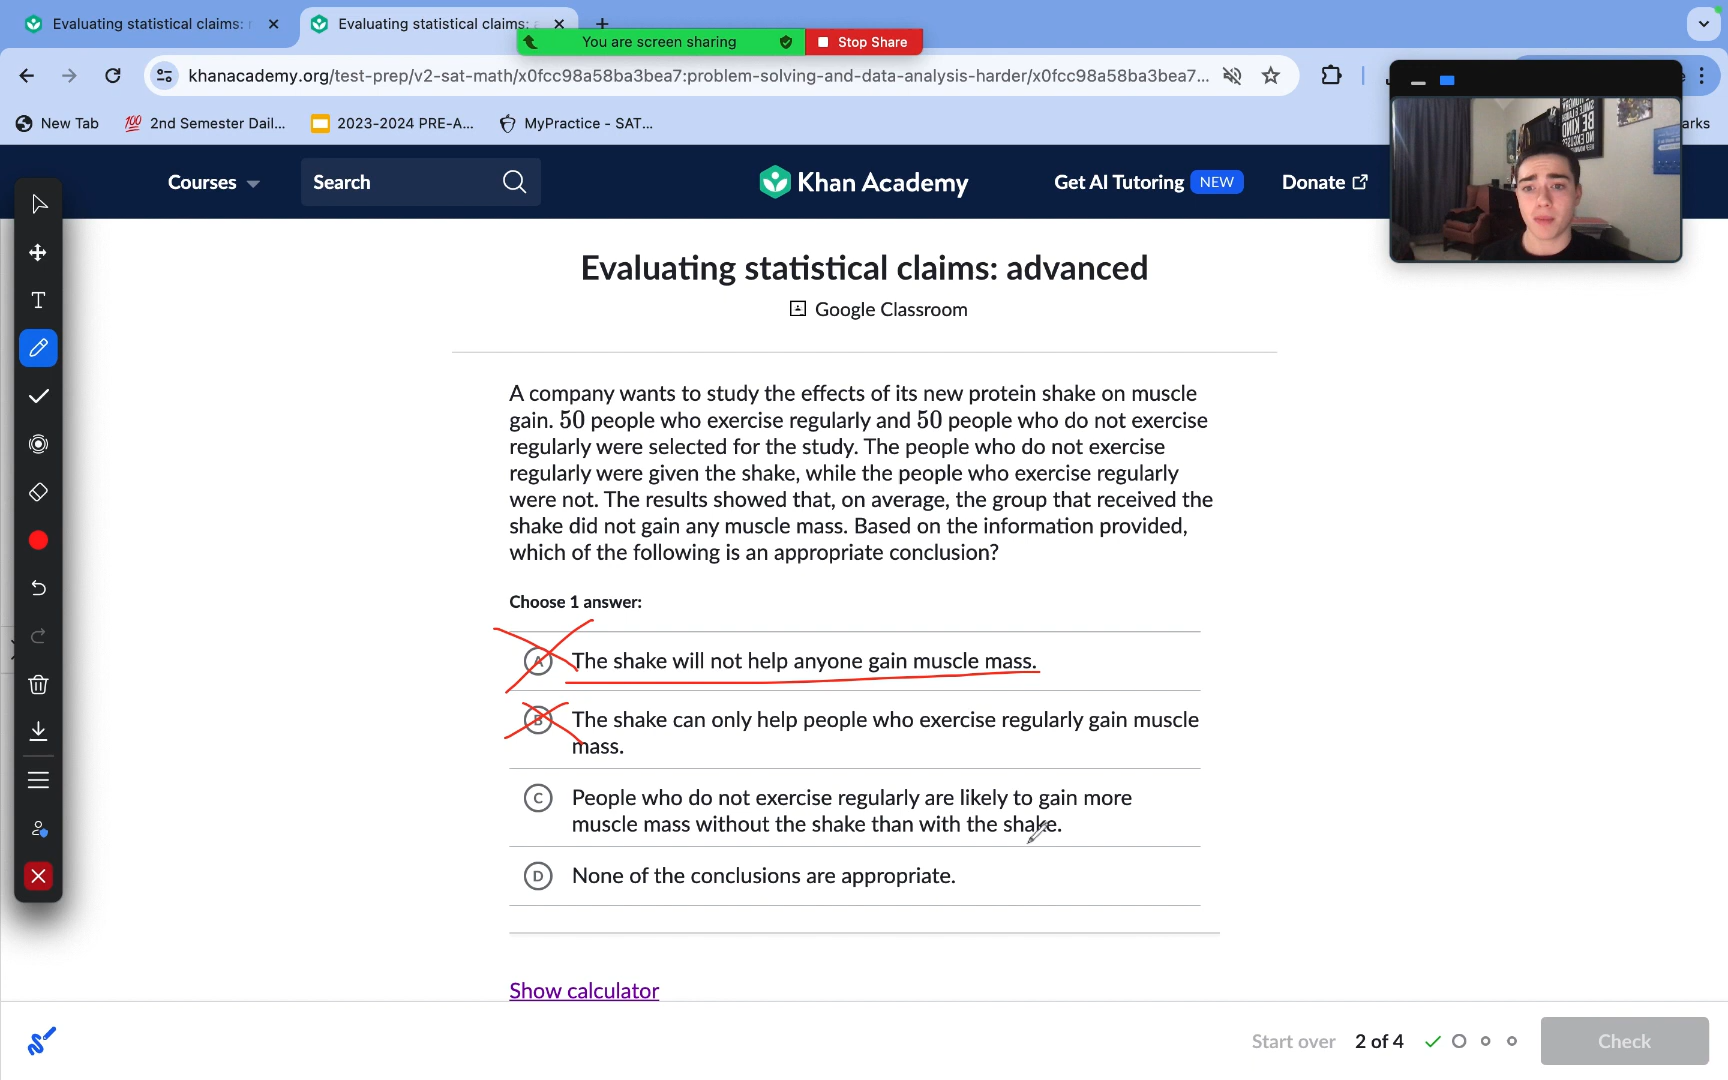 Evaluating statistical claims:
Evaluating statistical claims:
You are screen sharing
Stop Share
khanacademy.org/test-prep/v2-sat-math/x0fcc98a58ba3bea7:problem-solving-and-data-analysis-harder/x0fcc98a58ba3bea7...
New Tab
2nd Semester Dail...
2023-2024 PRE-A...
MyPractice - SAT...
arks
Courses
Search
Khan Academy
Get AI Tutoring NEW
Donate
Evaluating statistical claims: advanced
Google Classroom
A company wants to study the effects of its new protein shake on muscle
gain. 50 people who exercise regularly and 50 people who do not exercise
regularly were selected for the study. The people who do not exercise
regularly were given the shake, while the people who exercise regularly
were not. The results showed that, on average, the group that received the
shake did not gain any muscle mass. Based on the information provided,
which of the following is an appropriate conclusion?
Choose 1 answer:
A The shake will not help anyone gain muscle mass.
B The shake can only help people who exercise regularly gain muscle
mass.
C People who do not exercise regularly are likely to gain more
muscle mass without the shake than with the shake.
D None of the conclusions are appropriate.
Show calculator
Start over
2 of 4
Check